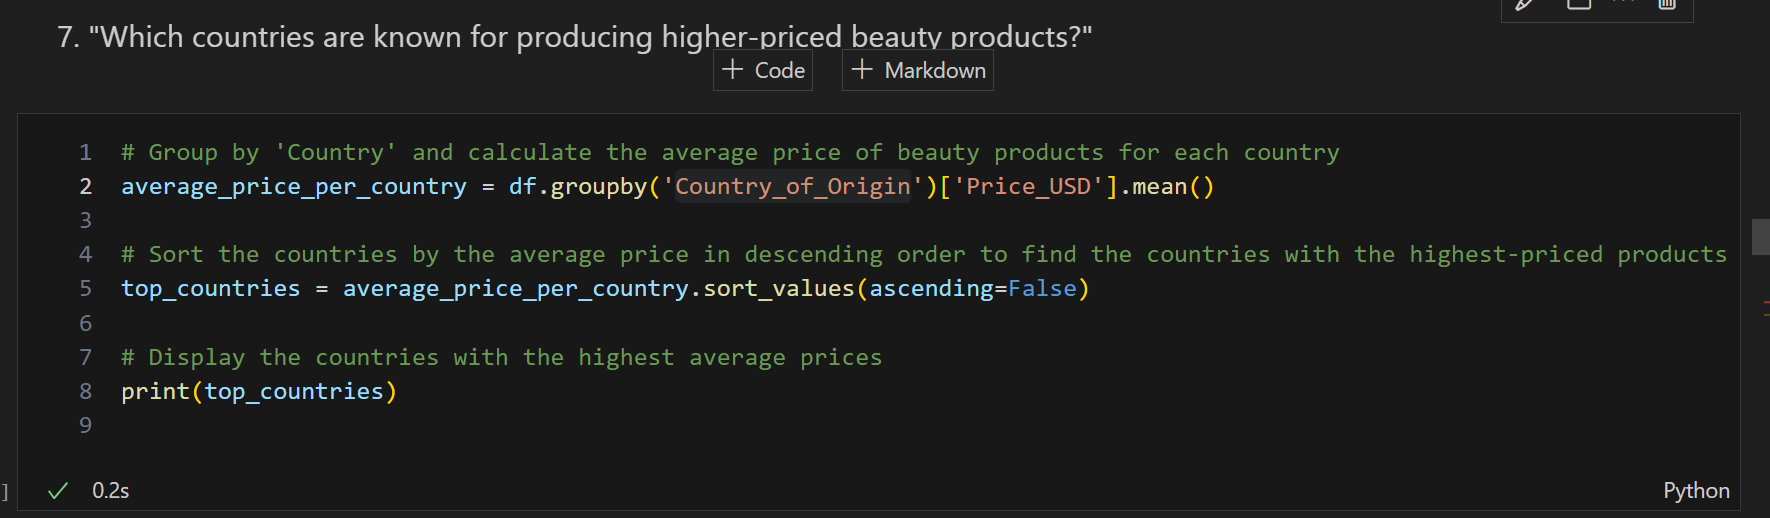 7. "Which countries are known for producing higher-priced beauty products?"
+ Code + Markdown
1 # Group by 'Country' and calculate the average price of beauty products for each country
2 average_price_per_country = df.groupby('Country_of_Origin')['Price_USD'].mean()
3
4 # Sort the countries by the average price in descending order to find the countries with the highest-priced products
5 top_countries = average_price_per_country.sort_values(ascending=False)
6
7 # Display the countries with the highest average prices
8 print(top_countries)
9
] ✓ 0.2s Python